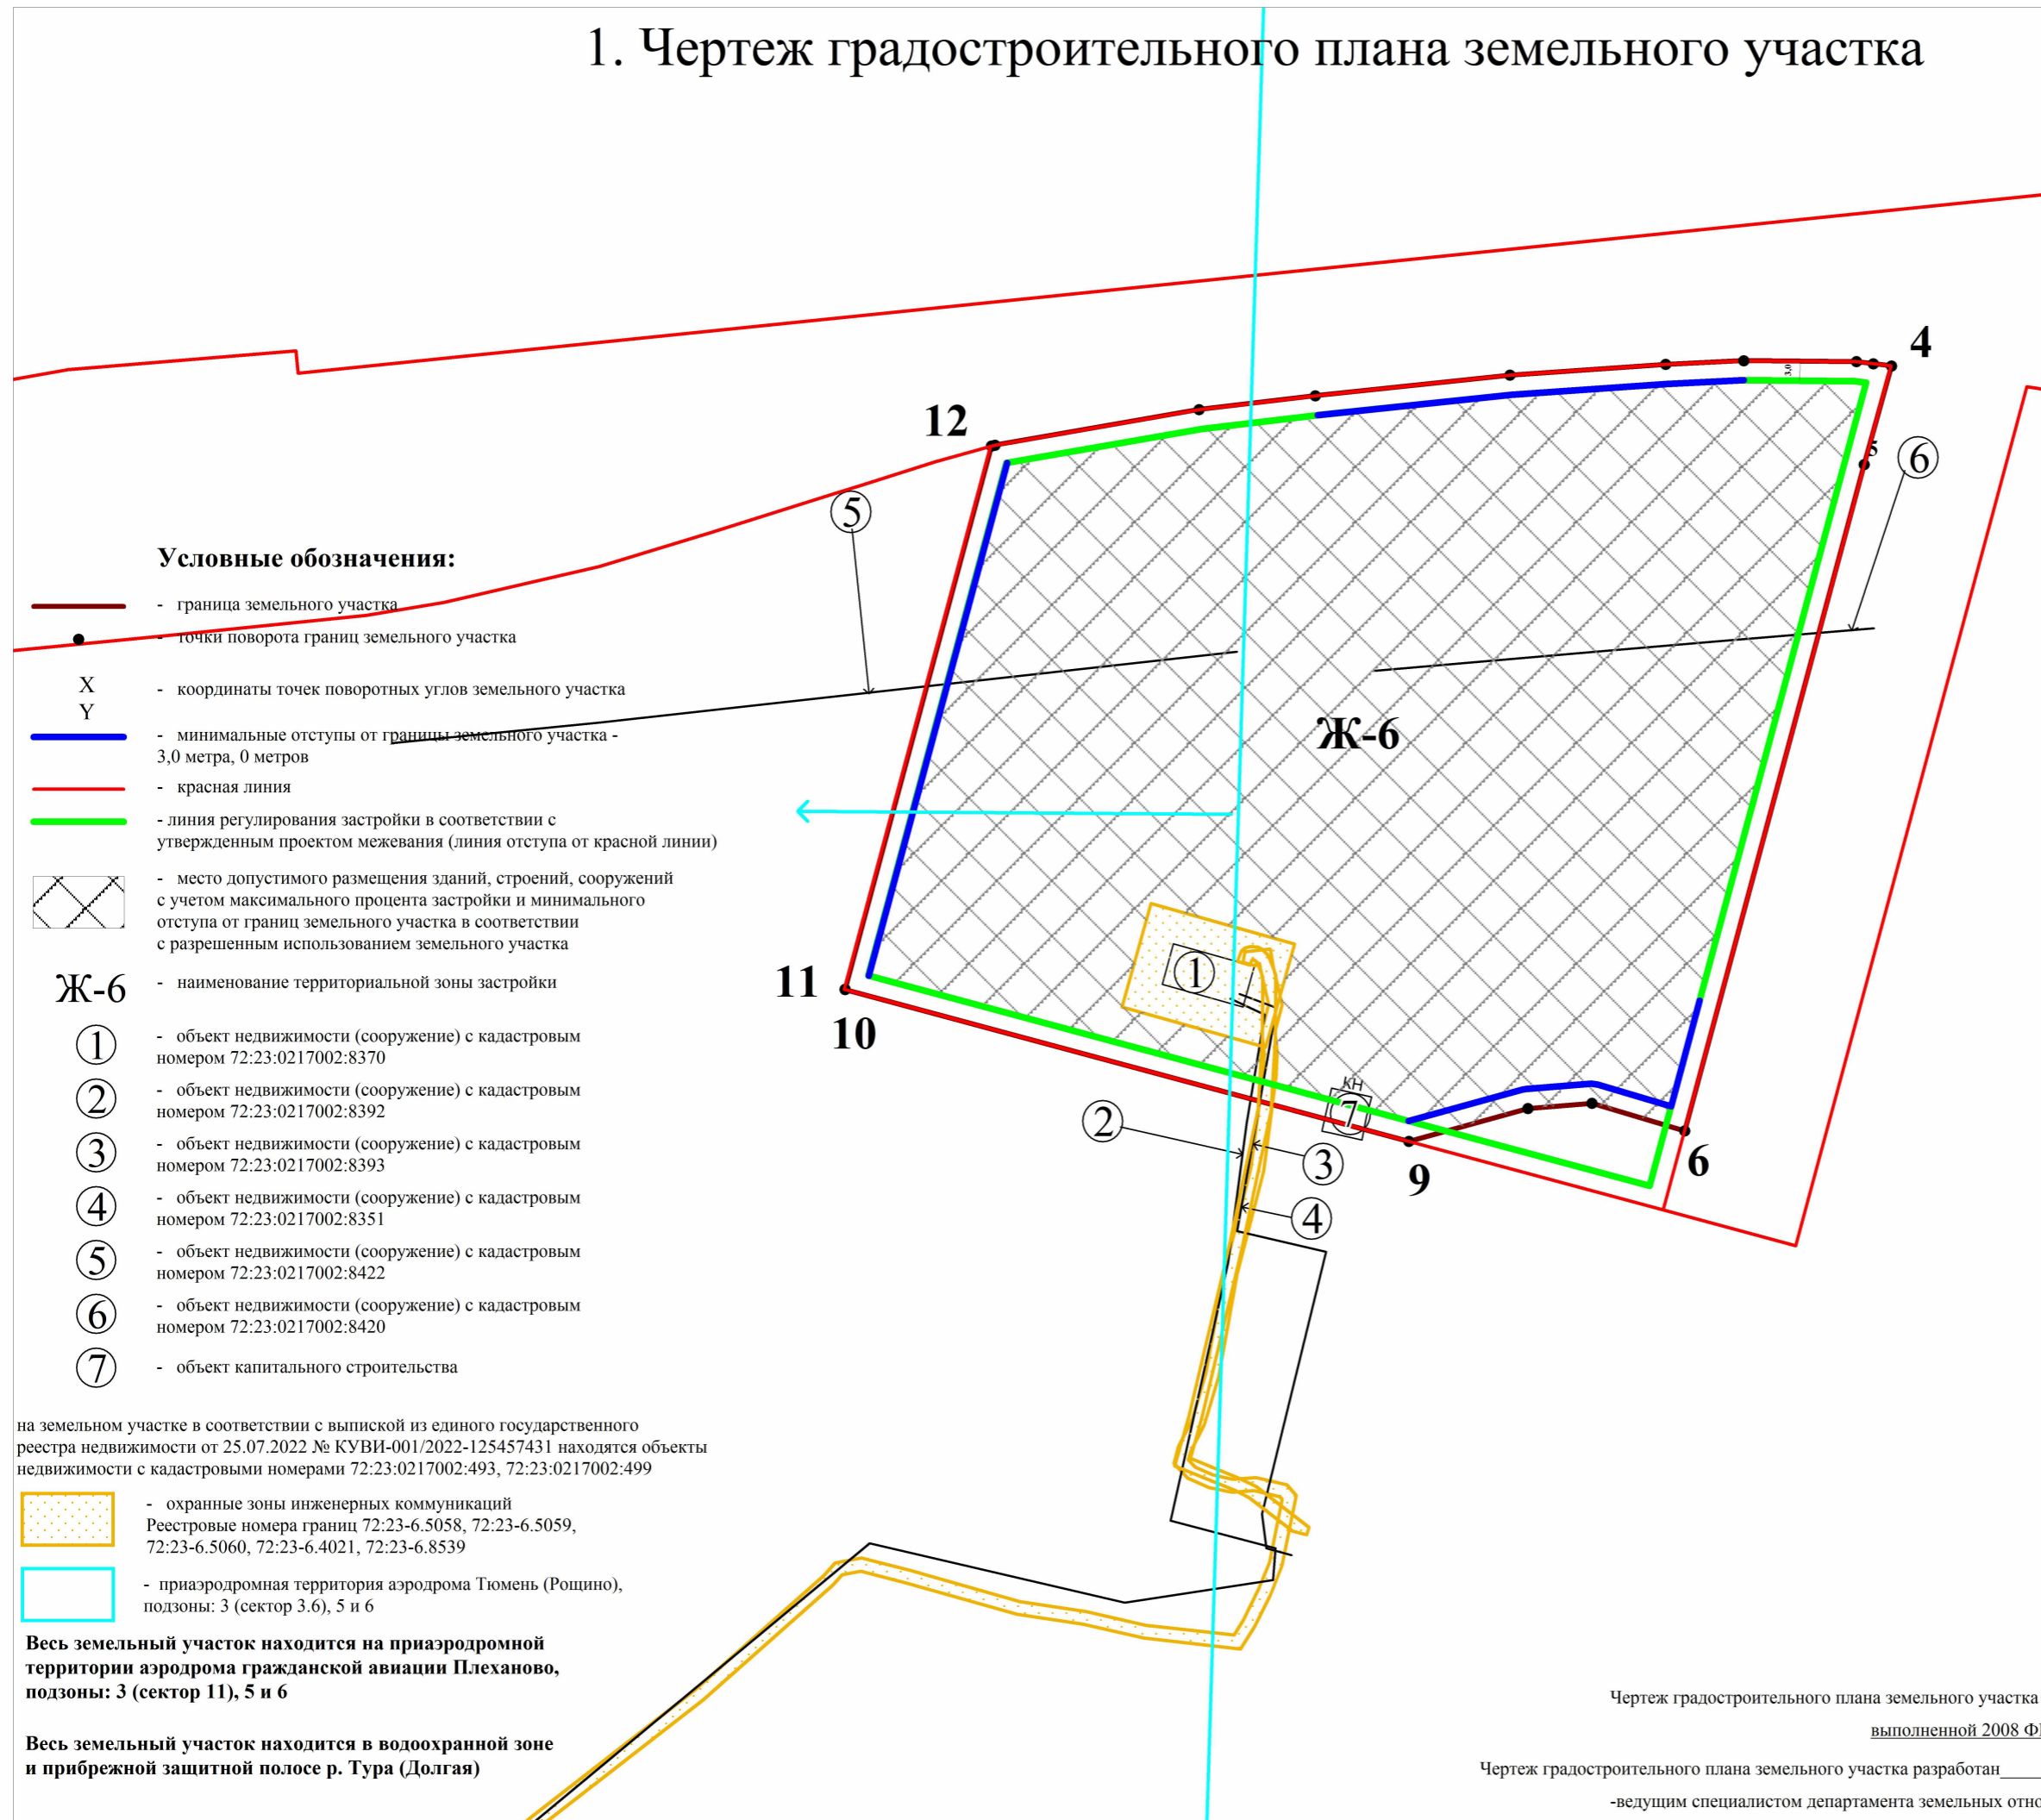 1. Чертеж градостроительного плана земельного участка
4
12
5
6
5
3,0
Ж-6
11
10
1
КН
7
2
3
4
9
6
Условные обозначения:
- граница земельного участка
- точки поворота границ земельного участка
X
Y
- координаты точек поворотных углов земельного участка
- минимальные отступы от границы земельного участка -
3,0 метра, 0 метров
- красная линия
- линия регулирования застройки в соответствии с
утвержденным проектом межевания (линия отступа от красной линии)
- место допустимого размещения зданий, строений, сооружений
с учетом максимального процента застройки и минимального
отступа от границ земельного участка в соответствии
с разрешенным использованием земельного участка
Ж-6 - наименование территориальной зоны застройки
1 - объект недвижимости (сооружение) с кадастровым
номером 72:23:0217002:8370
2 - объект недвижимости (сооружение) с кадастровым
номером 72:23:0217002:8392
3 - объект недвижимости (сооружение) с кадастровым
номером 72:23:0217002:8393
4 - объект недвижимости (сооружение) с кадастровым
номером 72:23:0217002:8351
5 - объект недвижимости (сооружение) с кадастровым
номером 72:23:0217002:8422
6 - объект недвижимости (сооружение) с кадастровым
номером 72:23:0217002:8420
7 - объект капитального строительства
на земельном участке в соответствии с выпиской из единого государственного
реестра недвижимости от 25.07.2022 № КУВИ-001/2022-125457431 находятся объекты
недвижимости с кадастровыми номерами 72:23:0217002:493, 72:23:0217002:499
- охранные зоны инженерных коммуникаций
Реестровые номера границ 72:23-6.5058, 72:23-6.5059,
72:23-6.5060, 72:23-6.4021, 72:23-6.8539
- приаэродромная территория аэродрома Тюмень (Рощино),
подзоны: 3 (сектор 3.6), 5 и 6
Весь земельный участок находится на приаэродромной
территории аэродрома гражданской авиации Плеханово,
подзоны: 3 (сектор 11), 5 и 6
Весь земельный участок находится в водоохранной зоне
и прибрежной защитной полосе р. Тура (Долгая)
Чертеж градостроительного плана земельного участка
выполненной 2008
Чертеж градостроительного плана земельного участка разработан____
-ведущим специалистом департамента земельных